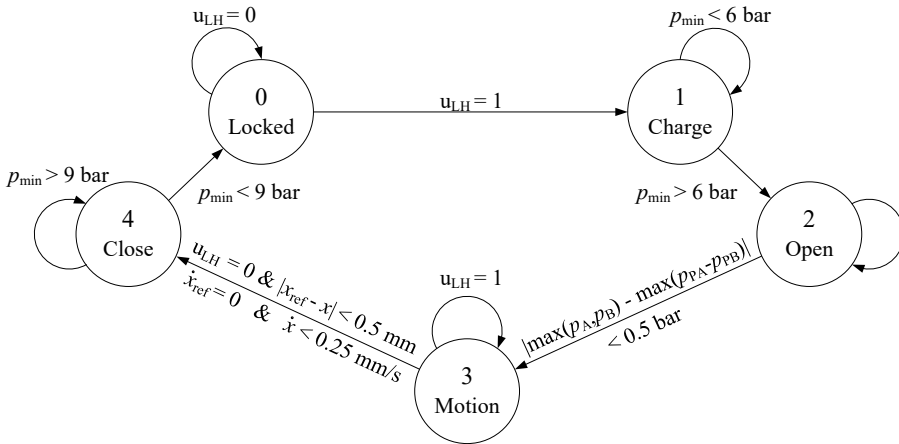 u_LH = 0
p_min < 6 bar
0
Locked
u_LH = 1
1
Charge
p_min > 9 bar
p_min < 9 bar
p_min > 6 bar
4
Close
2
Open
u_LH = 0 & |x_ref - x| < 0.5 mm
ẋ_ref = 0 & ẋ < 0.25 mm/s
u_LH = 1
|max(p_A,p_B) - max(p_PA-p_PB)|
< 0.5 bar
3
Motion